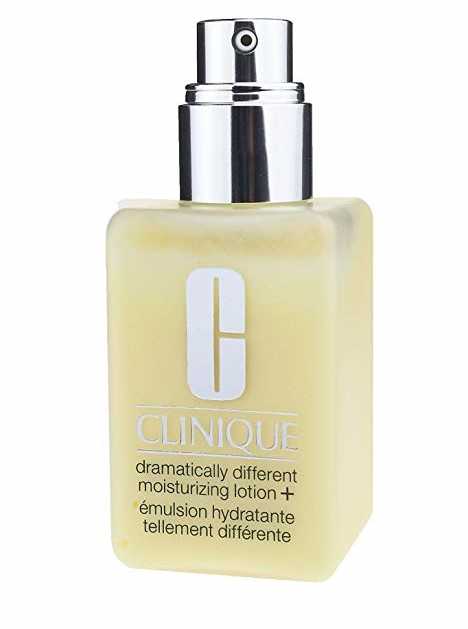 C
CLINIQUE
dramatically different
moisturizing lotion +
émulsion hydratante
tellement différente